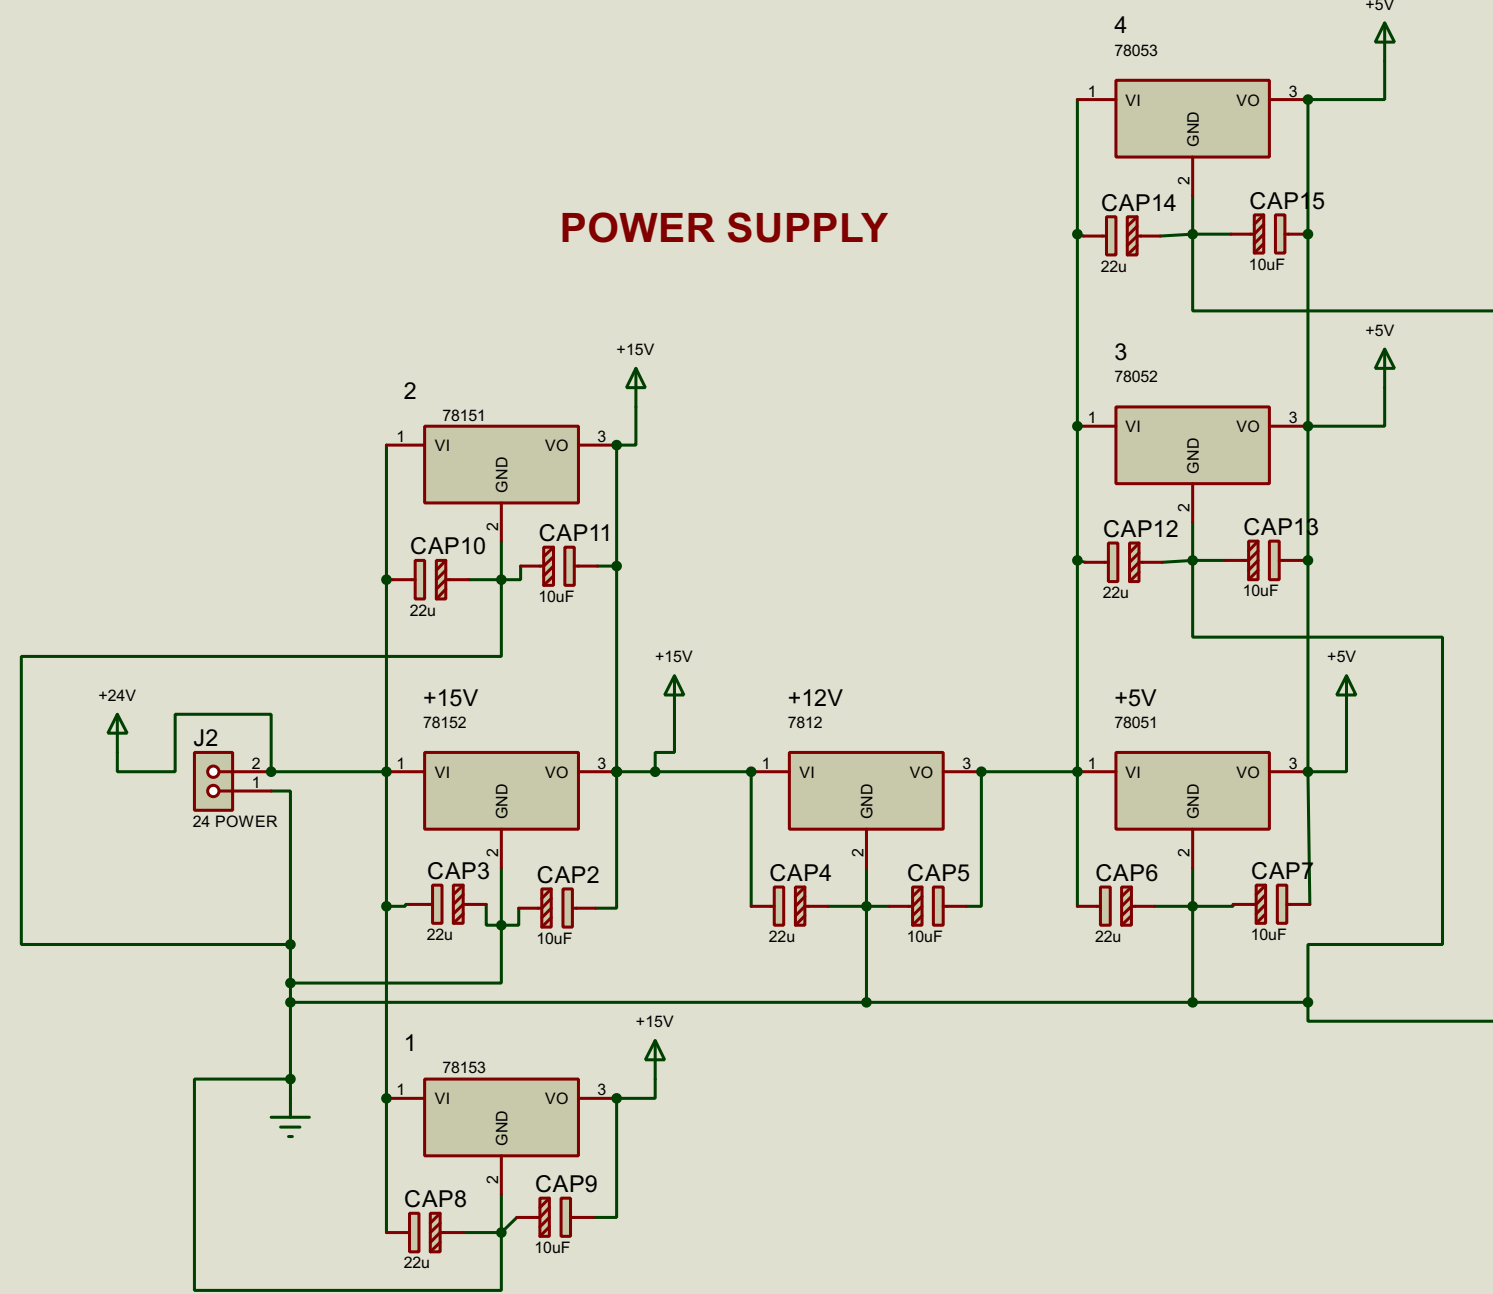 +5V
4
78053
1
VI
VO
3
GND
2
CAP14
CAP15
22u
10uF
POWER SUPPLY
+5V
3
78052
1
VI
VO
3
GND
2
CAP12
CAP13
22u
10uF
+15V
2
78151
1
VI
VO
3
GND
2
CAP10
CAP11
22u
10uF
+24V
J2
2
1
24 POWER
+15V
+15V
78152
1
VI
VO
3
GND
2
CAP3
CAP2
22u
10uF
+12V
7812
1
VI
VO
3
GND
2
CAP4
CAP5
22u
10uF
+5V
+5V
78051
1
VI
VO
3
GND
2
CAP6
CAP7
22u
10uF
+15V
1
78153
1
VI
VO
3
GND
2
CAP8
CAP9
22u
10uF